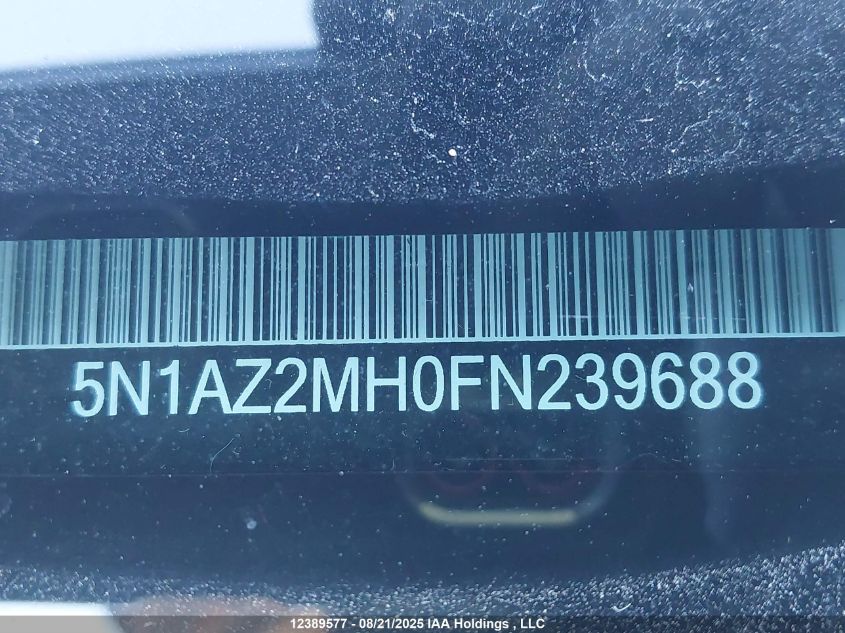 5N1AZ2MH0FN239688
12389577 - 08/21/2025 IAA Holdings , LLC